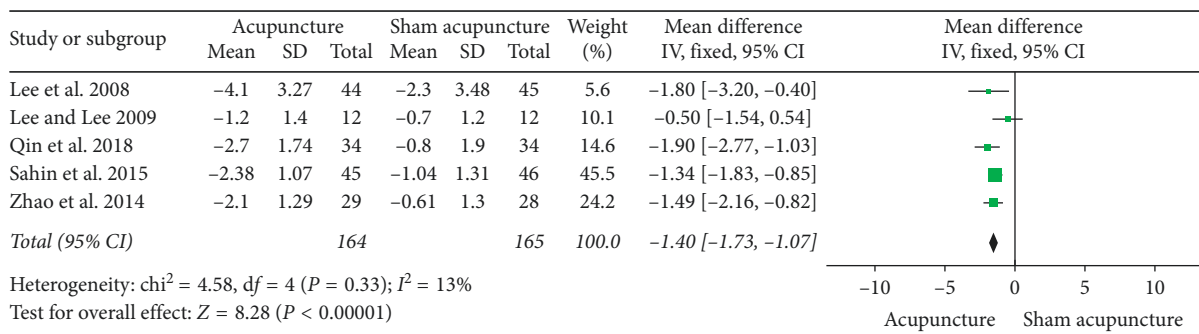 Study or subgroup Acupuncture Sham acupuncture Weight (%) Mean difference IV, fixed, 95% CI Mean difference IV, fixed, 95% CI
Mean SD Total Mean SD Total
Lee et al. 2008 –4.1 3.27 44 –2.3 3.48 45 5.6 –1.80 [–3.20, –0.40]
Lee and Lee 2009 –1.2 1.4 12 –0.7 1.2 12 10.1 –0.50 [–1.54, 0.54]
Qin et al. 2018 –2.7 1.74 34 –0.8 1.9 34 14.6 –1.90 [–2.77, –1.03]
Sahin et al. 2015 –2.38 1.07 45 –1.04 1.31 46 45.5 –1.34 [–1.83, –0.85]
Zhao et al. 2014 –2.1 1.29 29 –0.61 1.3 28 24.2 –1.49 [–2.16, –0.82]
Total (95% CI) 164 165 100.0 –1.40 [–1.73, –1.07]
Heterogeneity: chi² = 4.58, df = 4 (P = 0.33); I² = 13%
Test for overall effect: Z = 8.28 (P < 0.00001)
–10 –5 0 5 10
Acupuncture Sham acupuncture